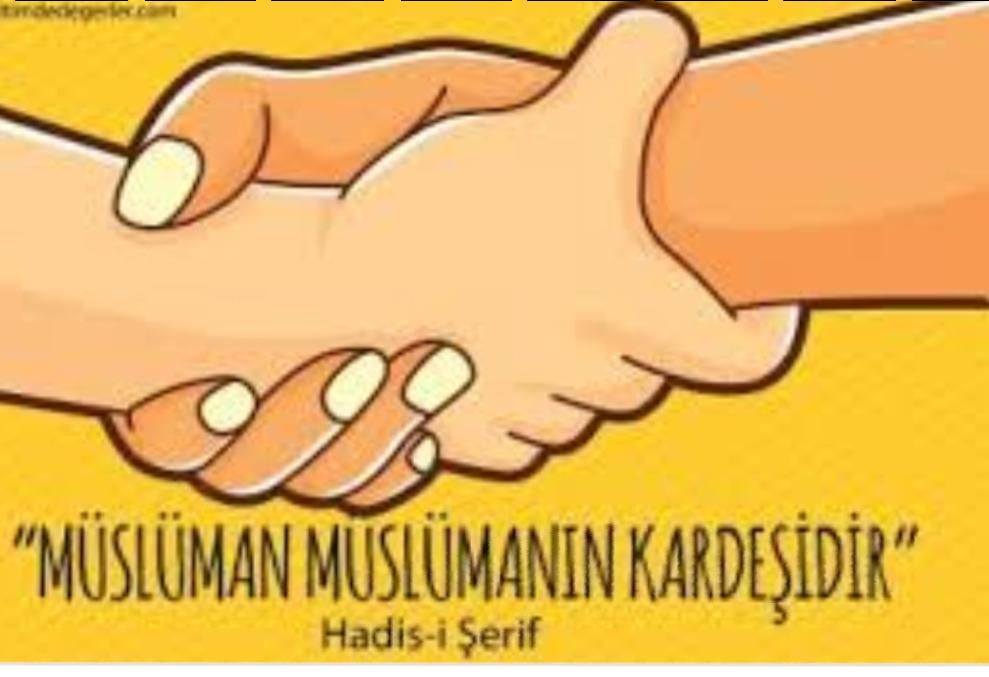 "MÜSLÜMAN MÜSLÜMANIN KARDEŞİDİR"
Hadis-i Şerif